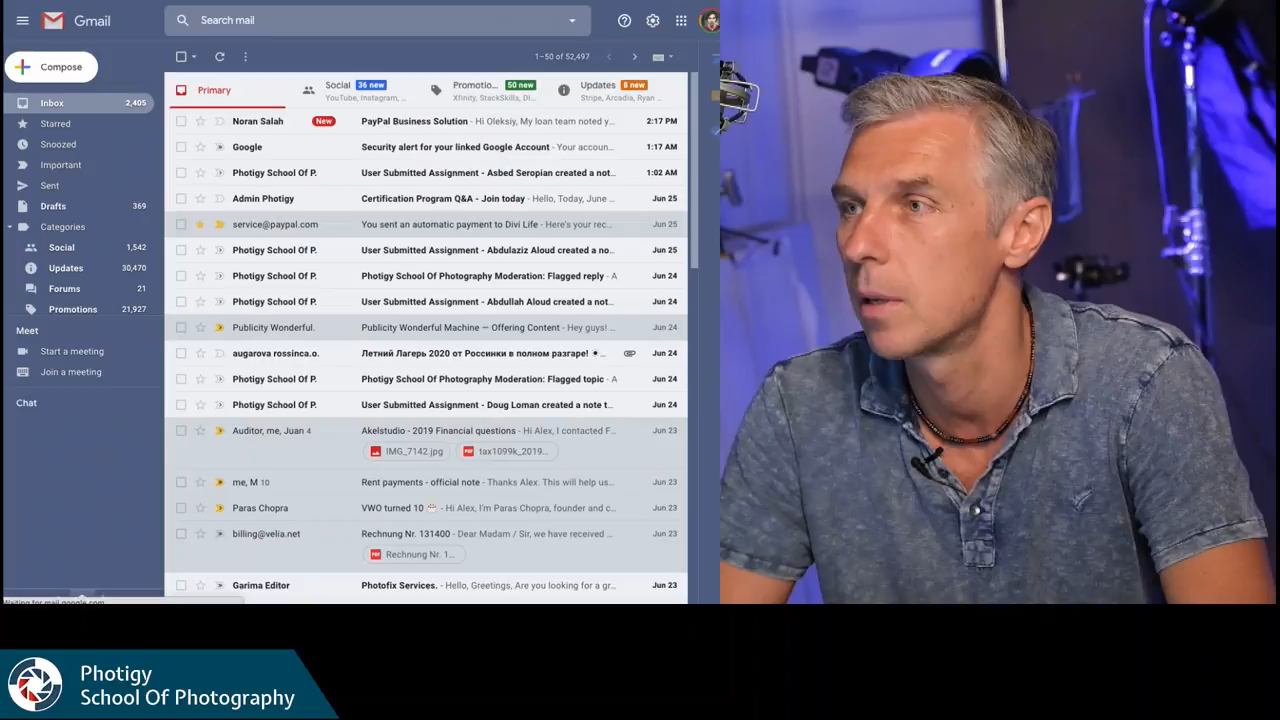 Gmail
Search mail
Compose
1–50 of 52,497
Inbox 2,405
Starred
Snoozed
Important
Sent
Drafts 369
Categories
Social 1,542
Updates 30,470
Forums 21
Promotions 21,927
Meet
Start a meeting
Join a meeting
Chat
Primary
Social 36 new
YouTube, Instagram, ...
Promotio... 50 new
Xfinity, StackSkills, DI...
Updates 8 new
Stripe, Arcadia, Ryan ...
Noran Salah New PayPal Business Solution - Hi Oleksiy, My loan team noted y... 2:17 PM
Google Security alert for your linked Google Account - Your accoun... 1:17 AM
Photigy School Of P. User Submitted Assignment - Asbed Seropian created a not... 1:02 AM
Admin Photigy Certification Program Q&A - Join today - Hello, Today, June ... Jun 25
service@paypal.com You sent an automatic payment to Divi Life - Here's your rec... Jun 25
Photigy School Of P. User Submitted Assignment - Abdulaziz Aloud created a no... Jun 25
Photigy School Of P. Photigy School Of Photography Moderation: Flagged reply - A Jun 24
Photigy School Of P. User Submitted Assignment - Abdullah Aloud created a not... Jun 24
Publicity Wonderful. Publicity Wonderful Machine — Offering Content - Hey guys! ... Jun 24
augarova rossinca.o. Летний Лагерь 2020 от Россинки в полном разгаре! ☀... Jun 24
Photigy School Of P. Photigy School Of Photography Moderation: Flagged topic - A Jun 24
Photigy School Of P. User Submitted Assignment - Doug Loman created a note t... Jun 24
Auditor, me, Juan 4 Akelstudio - 2019 Financial questions - Hi Alex, I contacted F... Jun 23
IMG_7142.jpg PDF tax1099k_2019...
me, M 10 Rent payments - official note - Thanks Alex. This will help us... Jun 23
Paras Chopra VWO turned 10 🎂 - Hi Alex, I'm Paras Chopra, founder and c... Jun 23
billing@velia.net Rechnung Nr. 131400 - Dear Madam / Sir, we have received ... Jun 23
PDF Rechnung Nr. 1...
Garima Editor Photofix Services. - Hello, Greetings, Are you looking for a gr... Jun 23
Waiting for mail.google.com
Photigy
School Of Photography